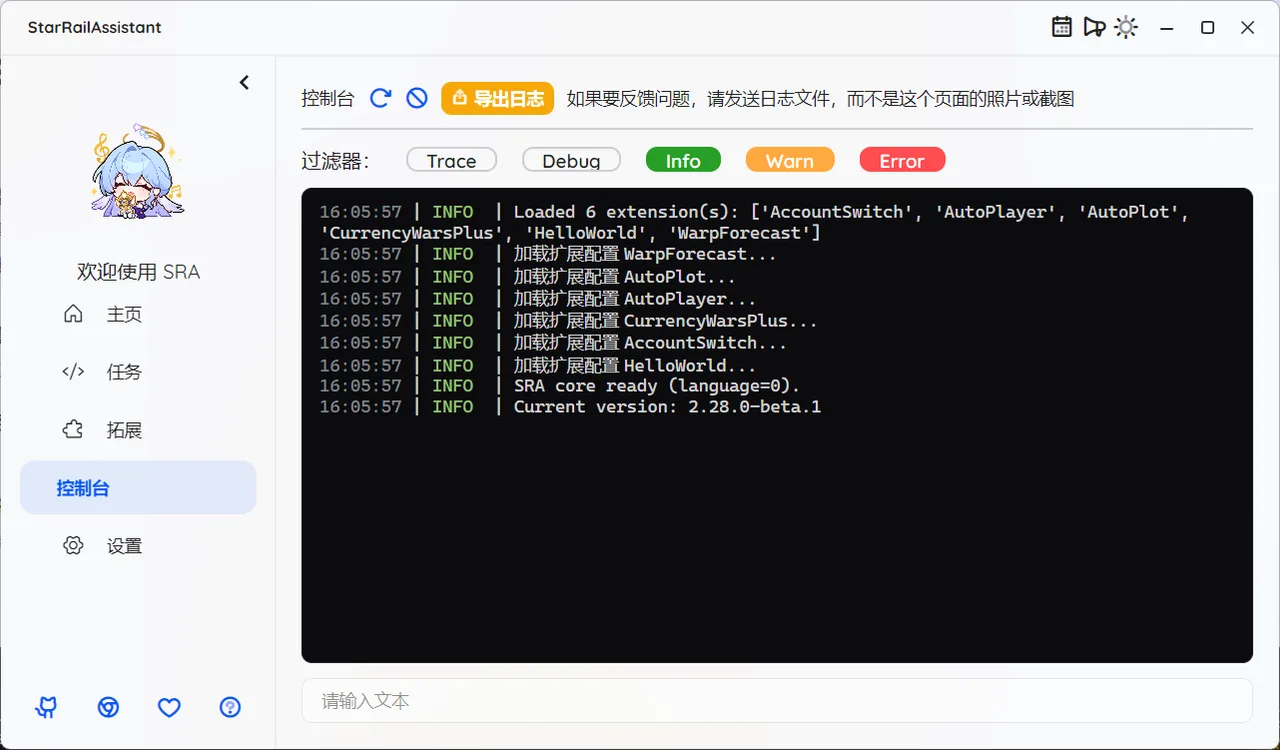 StarRailAssistant
欢迎使用 SRA
主页
任务
拓展
控制台
设置
控制台 导出日志 如果要反馈问题，请发送日志文件，而不是这个页面的照片或截图
过滤器： Trace Debug Info Warn Error
16:05:57 | INFO  | Loaded 6 extension(s): ['AccountSwitch', 'AutoPlayer', 'AutoPlot',
'CurrencyWarsPlus', 'HelloWorld', 'WarpForecast']
16:05:57 | INFO  | 加载扩展配置 WarpForecast...
16:05:57 | INFO  | 加载扩展配置 AutoPlot...
16:05:57 | INFO  | 加载扩展配置 AutoPlayer...
16:05:57 | INFO  | 加载扩展配置 CurrencyWarsPlus...
16:05:57 | INFO  | 加载扩展配置 AccountSwitch...
16:05:57 | INFO  | 加载扩展配置 HelloWorld...
16:05:57 | INFO  | SRA core ready (language=0).
16:05:57 | INFO  | Current version: 2.28.0-beta.1
请输入文本